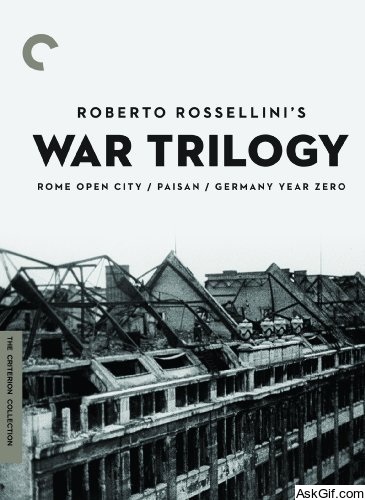 ROBERTO ROSSELLINI'S
WAR TRILOGY
ROME OPEN CITY / PAISAN / GERMANY YEAR ZERO
THE CRITERION COLLECTION
AskGif.com